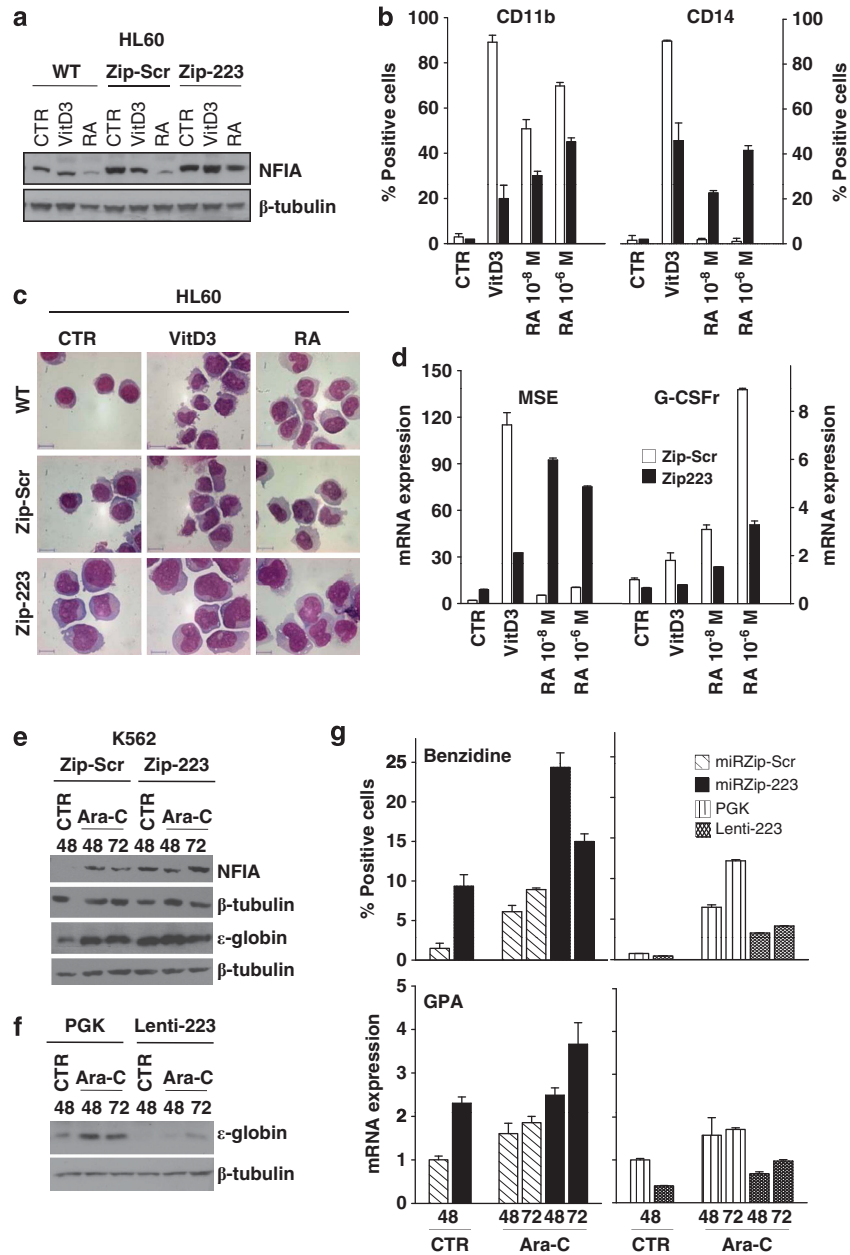 a
HL60
WT Zip-Scr Zip-223
CTR VitD3 RA CTR VitD3 RA CTR VitD3 RA
NFIA
β-tubulin
b
CD11b CD14
% Positive cells
100
80
60
40
20
0
CTR VitD3 RA 10⁻⁸ M RA 10⁻⁶ M
CTR VitD3 RA 10⁻⁸ M RA 10⁻⁶ M
100
80
60
40
20
0
% Positive cells
c
HL60
CTR VitD3 RA
WT
Zip-Scr
Zip-223
d
MSE G-CSFr
mRNA expression
150
120
90
60
30
0
Zip-Scr
Zip223
CTR VitD3 RA 10⁻⁸ M RA 10⁻⁶ M
CTR VitD3 RA 10⁻⁸ M RA 10⁻⁶ M
8
6
4
2
0
mRNA expression
e
K562
Zip-Scr Zip-223
CTR Ara-C CTR Ara-C
48 48 72 48 48 72
NFIA
β-tubulin
ε-globin
β-tubulin
f
PGK Lenti-223
CTR Ara-C CTR Ara-C
48 48 72 48 48 72
ε-globin
β-tubulin
g
Benzidine
% Positive cells
25
20
15
10
5
0
miRZip-Scr
miRZip-223
PGK
Lenti-223
GPA
mRNA expression
5
4
3
2
1
0
48 48 72 48 72 48 48 72 48 72
CTR Ara-C CTR Ara-C